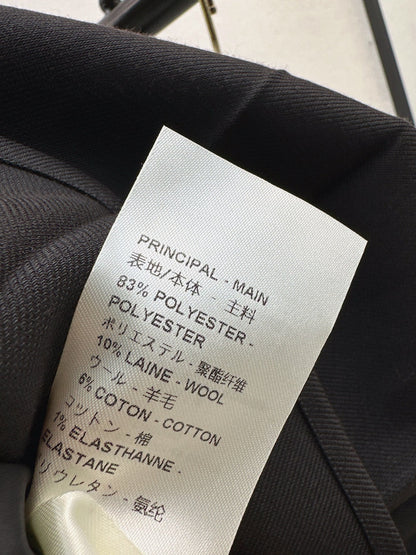 PRINCIPAL - MAIN
表地/本体 - 主料
83% POLYESTER -
POLYESTER
ポリエステル - 聚酯纤维
10% LAINE - WOOL
ウール - 羊毛
6% COTON - COTTON
コットン - 棉
1% ELASTHANNE -
ELASTANE
ポリウレタン - 氨纶